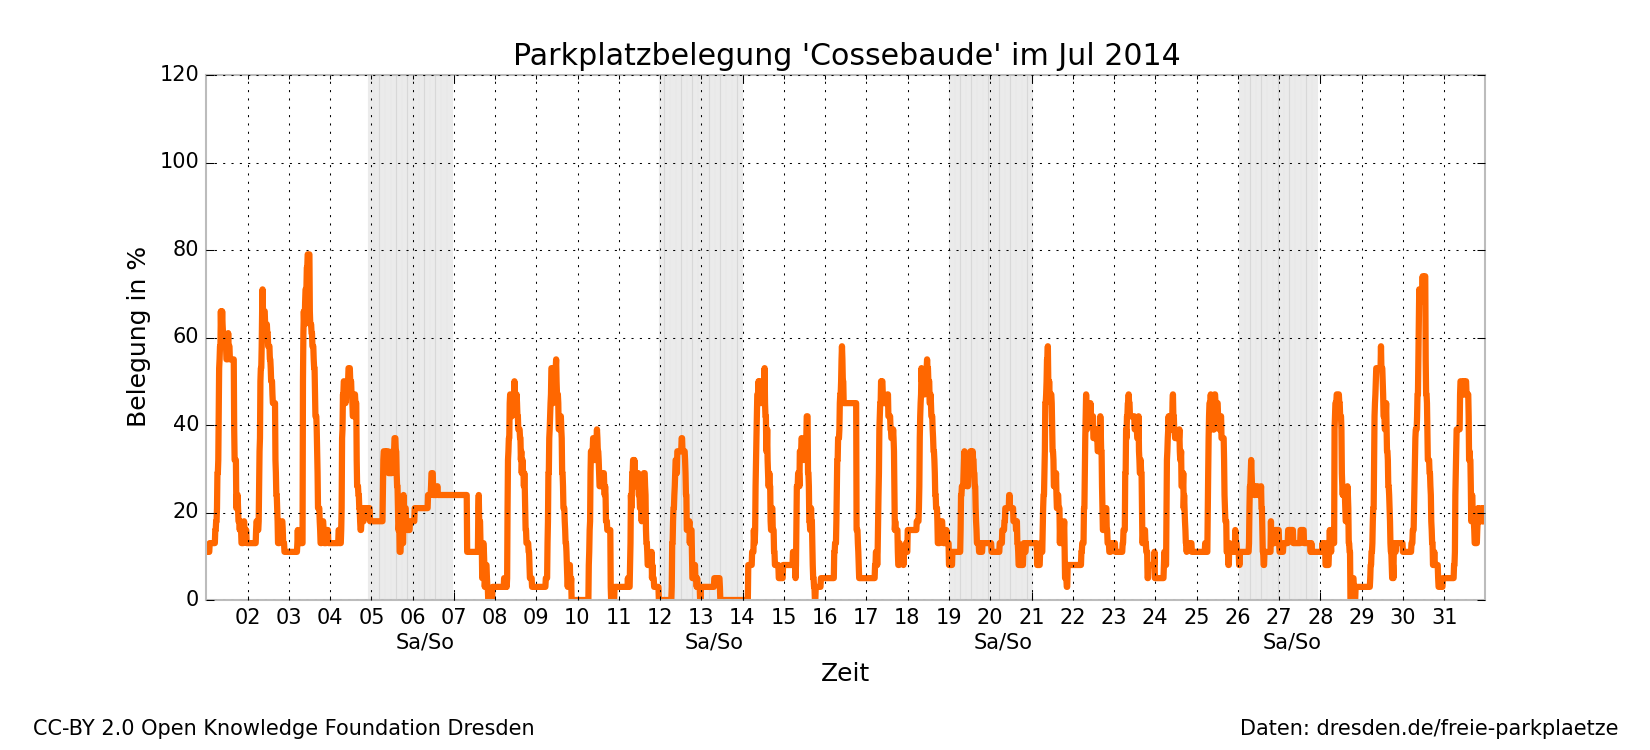 Parkplatzbelegung 'Cossebaude' im Jul 2014
120
100
80
60
40
20
0
Belegung in %
02 03 04 05 06 07 08 09 10 11 12 13 14 15 16 17 18 19 20 21 22 23 24 25 26 27 28 29 30 31
Sa/So Sa/So Sa/So Sa/So
Zeit
CC-BY 2.0 Open Knowledge Foundation Dresden
Daten: dresden.de/freie-parkplaetze